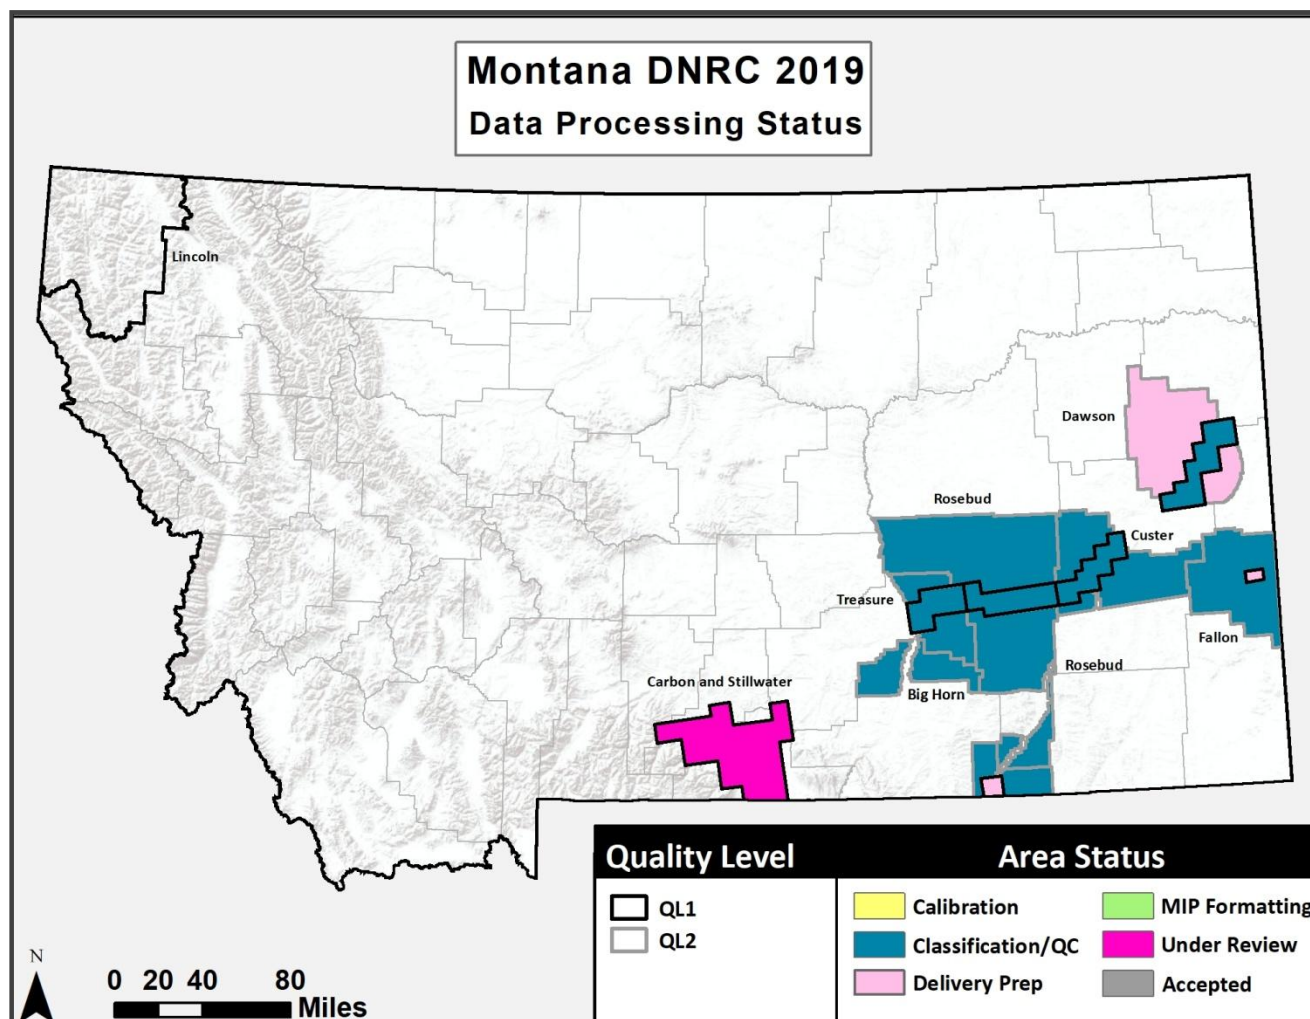 Montana DNRC 2019
Data Processing Status
Lincoln
Dawson
Rosebud
Custer
Treasure
Fallon
Rosebud
Carbon and Stillwater
Big Horn
Quality Level
QL1
QL2
Area Status
Calibration
MIP Formatting
Classification/QC
Under Review
Delivery Prep
Accepted
N
0 20 40 80
Miles